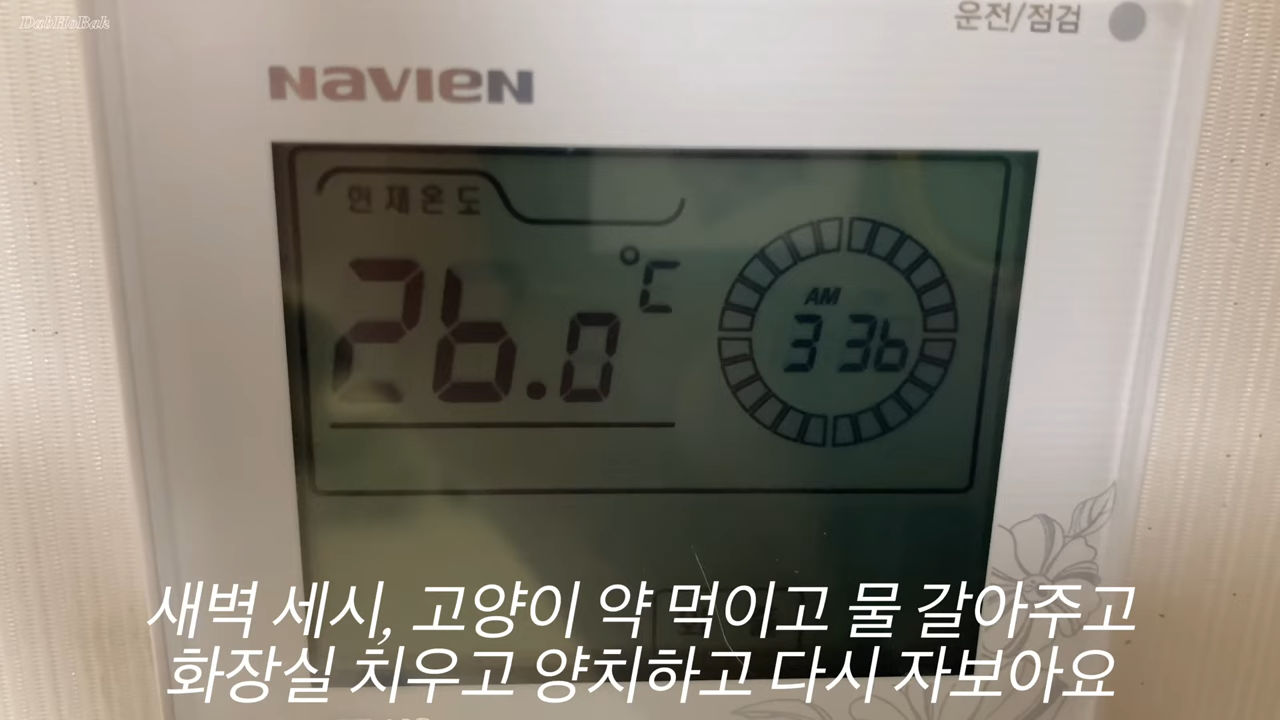 DahHoBak
운전/점검
NAVIEN
현재온도
26.0 °C
AM
3 36
새벽 세시, 고양이 약 먹이고 물 갈아주고
화장실 치우고 양치하고 다시 자보아요